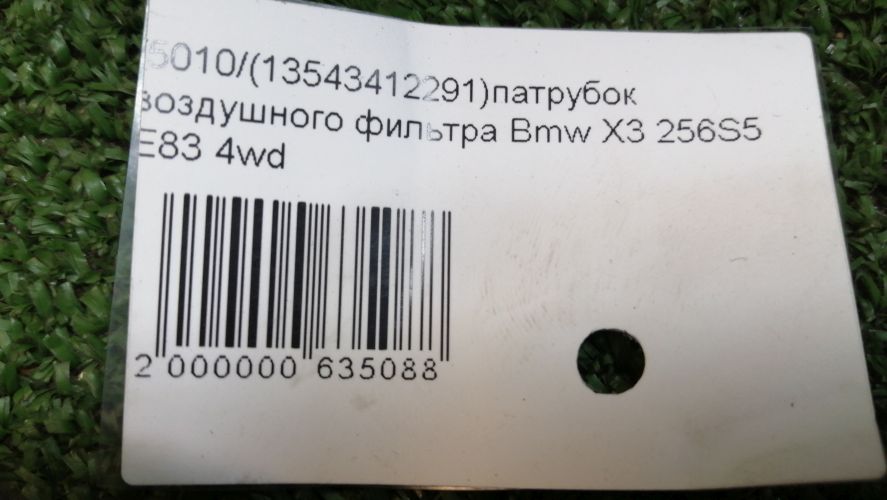 5010/(13543412291)патрубок
воздушного фильтра Bmw X3 256S5
E83 4wd
2 000000 635088